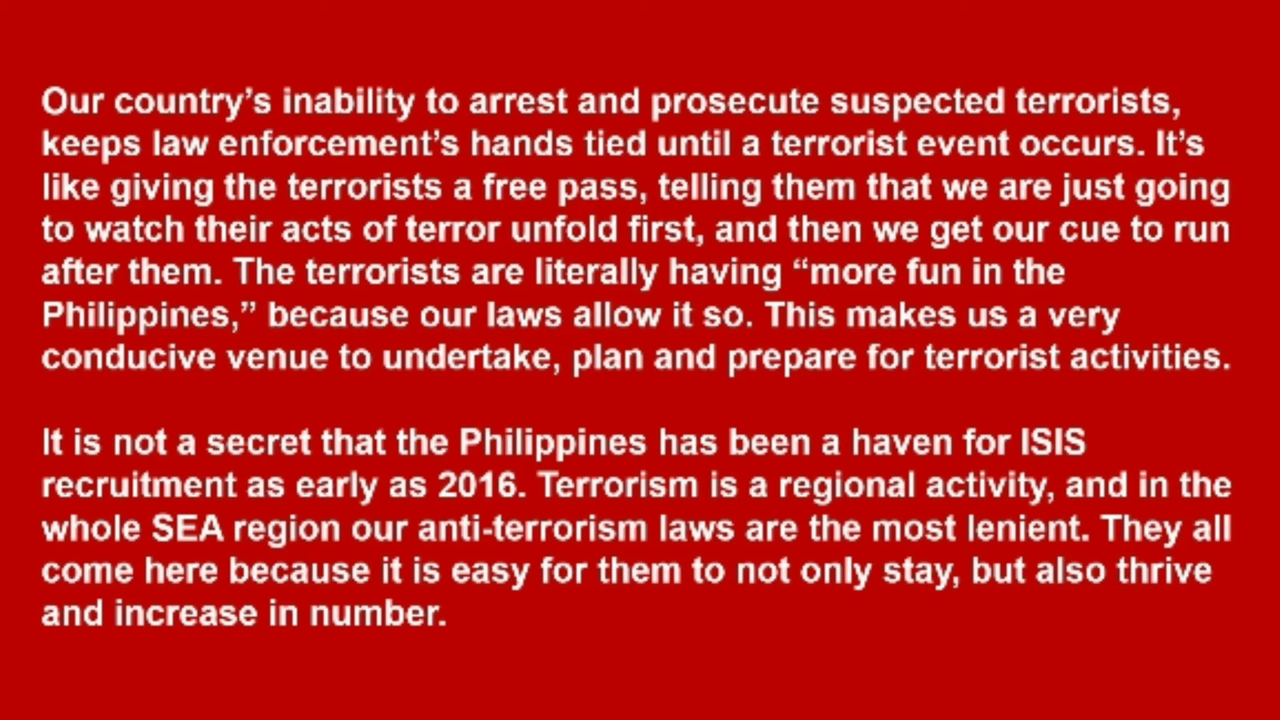 Our country’s inability to arrest and prosecute suspected terrorists,
keeps law enforcement’s hands tied until a terrorist event occurs. It’s
like giving the terrorists a free pass, telling them that we are just going
to watch their acts of terror unfold first, and then we get our cue to run
after them. The terrorists are literally having “more fun in the
Philippines,” because our laws allow it so. This makes us a very
conducive venue to undertake, plan and prepare for terrorist activities.
It is not a secret that the Philippines has been a haven for ISIS
recruitment as early as 2016. Terrorism is a regional activity, and in the
whole SEA region our anti-terrorism laws are the most lenient. They all
come here because it is easy for them to not only stay, but also thrive
and increase in number.